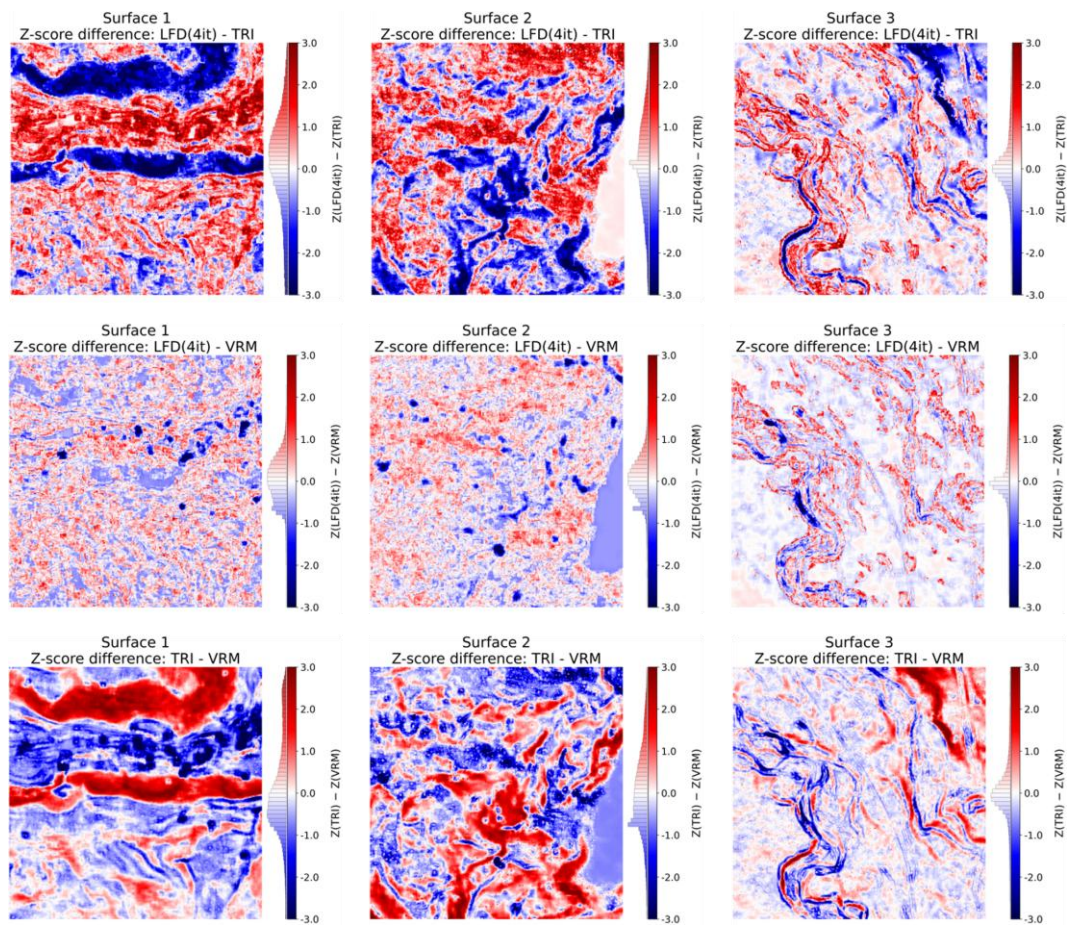 Surface 1
Z-score difference: LFD(4it) - TRI
3.0
2.0
1.0
0.0
-1.0
-2.0
-3.0
Z(LFD(4it)) − Z(TRI)
Surface 2
Z-score difference: LFD(4it) - TRI
3.0
2.0
1.0
0.0
-1.0
-2.0
-3.0
Z(LFD(4it)) − Z(TRI)
Surface 3
Z-score difference: LFD(4it) - TRI
3.0
2.0
1.0
0.0
-1.0
-2.0
-3.0
Z(LFD(4it)) − Z(TRI)
Surface 1
Z-score difference: LFD(4it) - VRM
3.0
2.0
1.0
0.0
-1.0
-2.0
-3.0
Z(LFD(4it)) − Z(VRM)
Surface 2
Z-score difference: LFD(4it) - VRM
3.0
2.0
1.0
0.0
-1.0
-2.0
-3.0
Z(LFD(4it)) − Z(VRM)
Surface 3
Z-score difference: LFD(4it) - VRM
3.0
2.0
1.0
0.0
-1.0
-2.0
-3.0
Z(LFD(4it)) − Z(VRM)
Surface 1
Z-score difference: TRI - VRM
3.0
2.0
1.0
0.0
-1.0
-2.0
-3.0
Z(TRI) − Z(VRM)
Surface 2
Z-score difference: TRI - VRM
3.0
2.0
1.0
0.0
-1.0
-2.0
-3.0
Z(TRI) − Z(VRM)
Surface 3
Z-score difference: TRI - VRM
3.0
2.0
1.0
0.0
-1.0
-2.0
-3.0
Z(TRI) − Z(VRM)